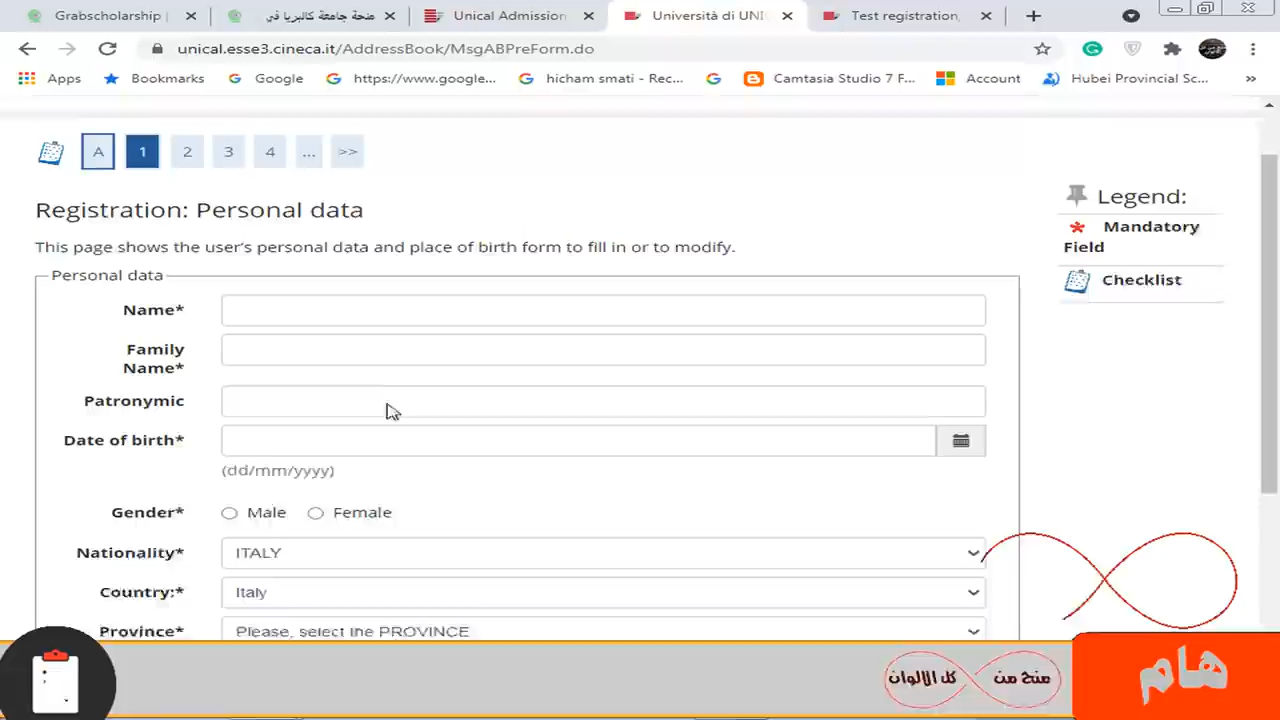 Grabscholarship
منحة جامعة كالبريا في
Unical Admission
Università di UNIC
Test registration,
unical.esse3.cineca.it/AddressBook/MsgABPreForm.do
Apps
Bookmarks
Google
https://www.google...
hicham smati - Rec...
Camtasia Studio 7 F...
Account
Hubei Provincial Sc...
»
A
1
2
3
4
...
>>
Registration: Personal data
This page shows the user's personal data and place of birth form to fill in or to modify.
Legend:
* Mandatory
Field
Checklist
Personal data
Name*
Family
Name*
Patronymic
Date of birth*
(dd/mm/yyyy)
Gender*
Male
Female
Nationality*
ITALY
Country:*
Italy
Province*
Please, select the PROVINCE
منح من
كل الالوان
هام